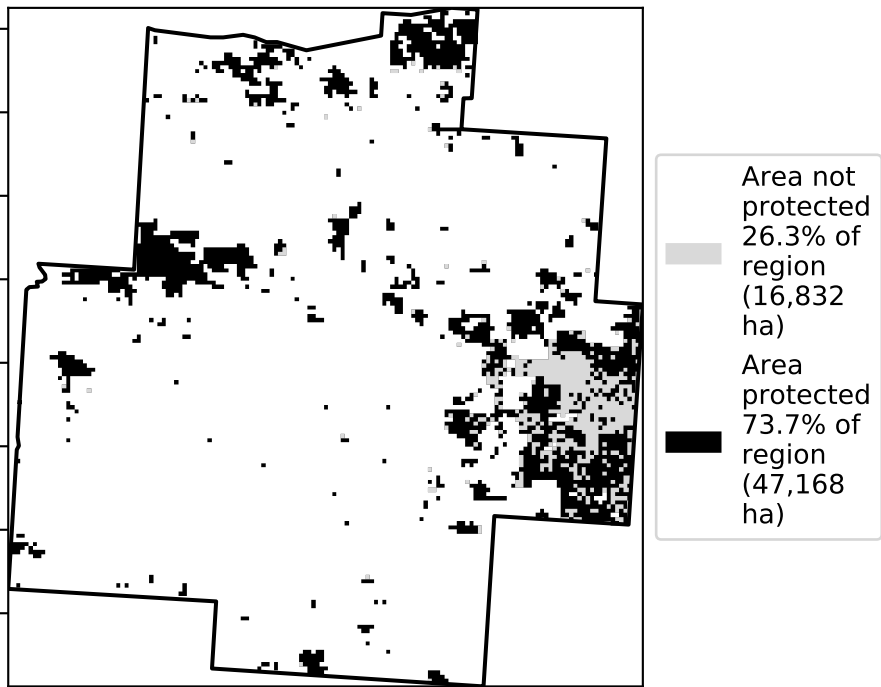 Area not
protected
26.3% of
region
(16,832
ha)
Area
protected
73.7% of
region
(47,168
ha)